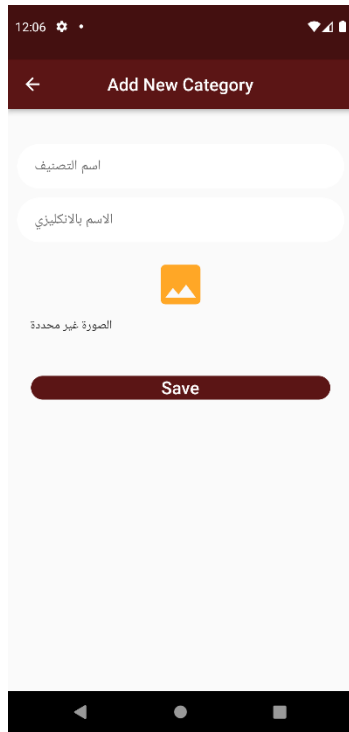 12:06
Add New Category
اسم التصنيف
الاسم بالانكليزي
الصورة غير محددة
Save